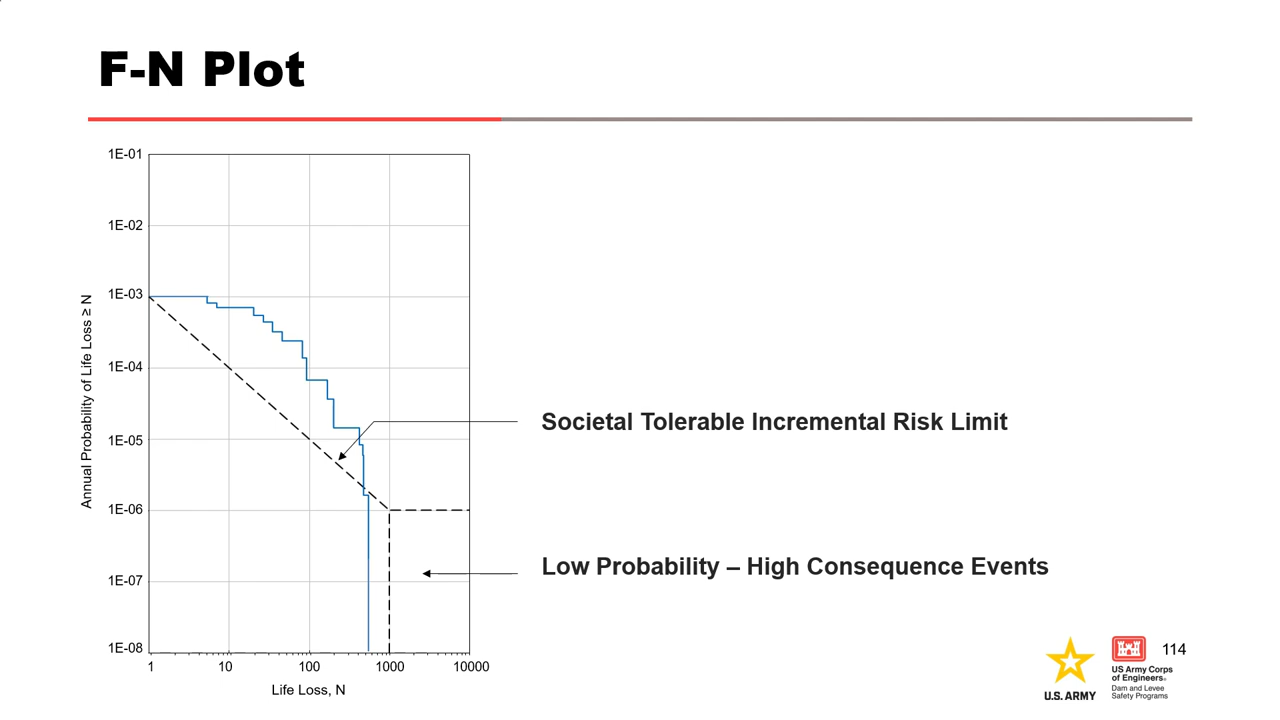 F-N Plot
1E-01
1E-02
1E-03
1E-04
1E-05
1E-06
1E-07
1E-08
Annual Probability of Life Loss ≥ N
1 10 100 1000 10000
Life Loss, N
Societal Tolerable Incremental Risk Limit
Low Probability – High Consequence Events
U.S. ARMY
US Army Corps
of Engineers®
Dam and Levee
Safety Programs
114